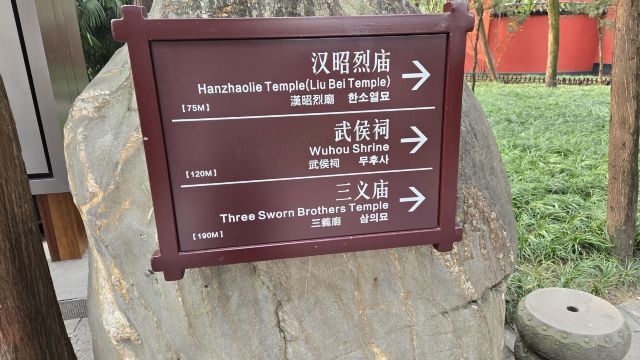 汉昭烈庙
Hanzhaolie Temple(Liu Bei Temple)
漢昭烈廟 한소열묘
【75M】
武侯祠
Wuhou Shrine
武侯祠 무후사
【120M】
三义庙
Three Sworn Brothers Temple
三義廟 삼의묘
【190M】